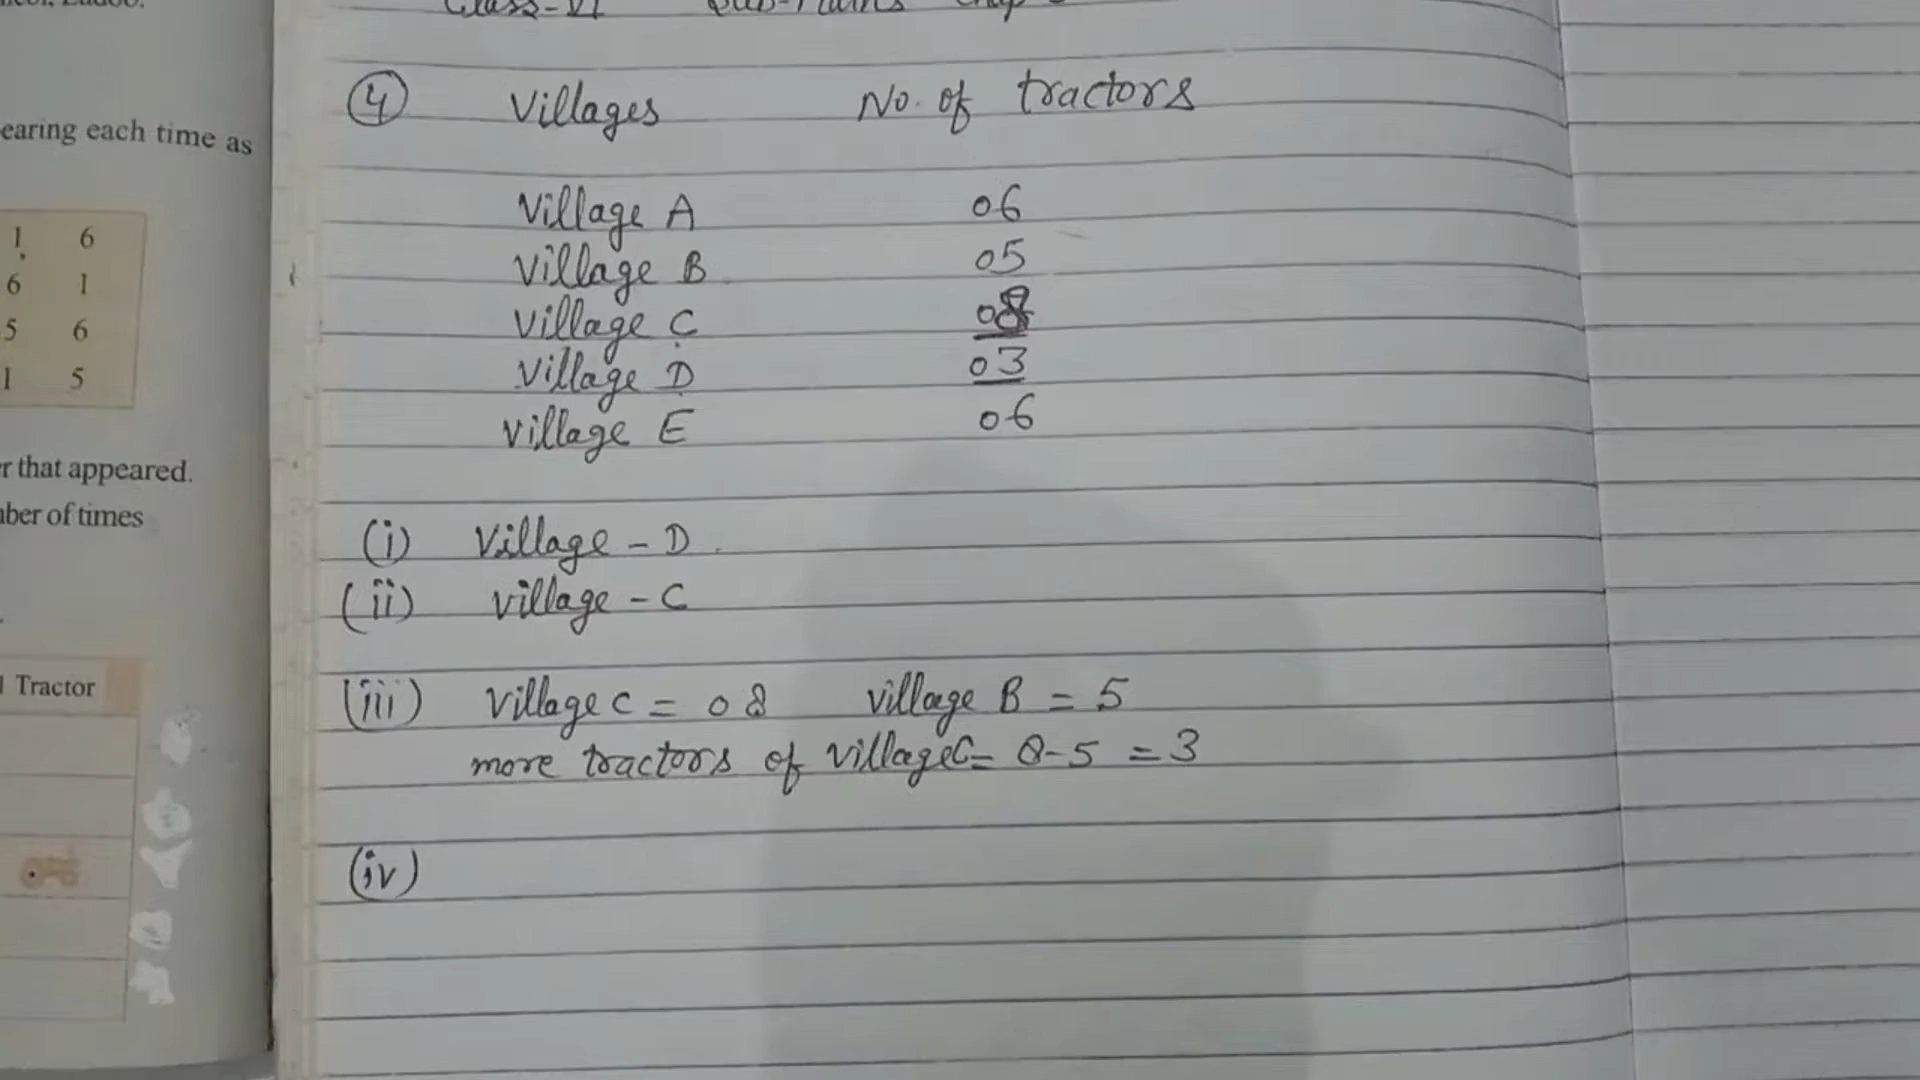 earing each time as
1 6
6 1
5 6
1 5
r that appeared.
ber of times
Tractor
Class-VI
4 Villages No. of tractors
Village A 06
Village B 05
Village C 08
Village D 03
Village E 06
(i) Village - D
(ii) village - C
(iii) Village C = 08 village B = 5
more tractors of village C = 8-5 = 3
(iv)